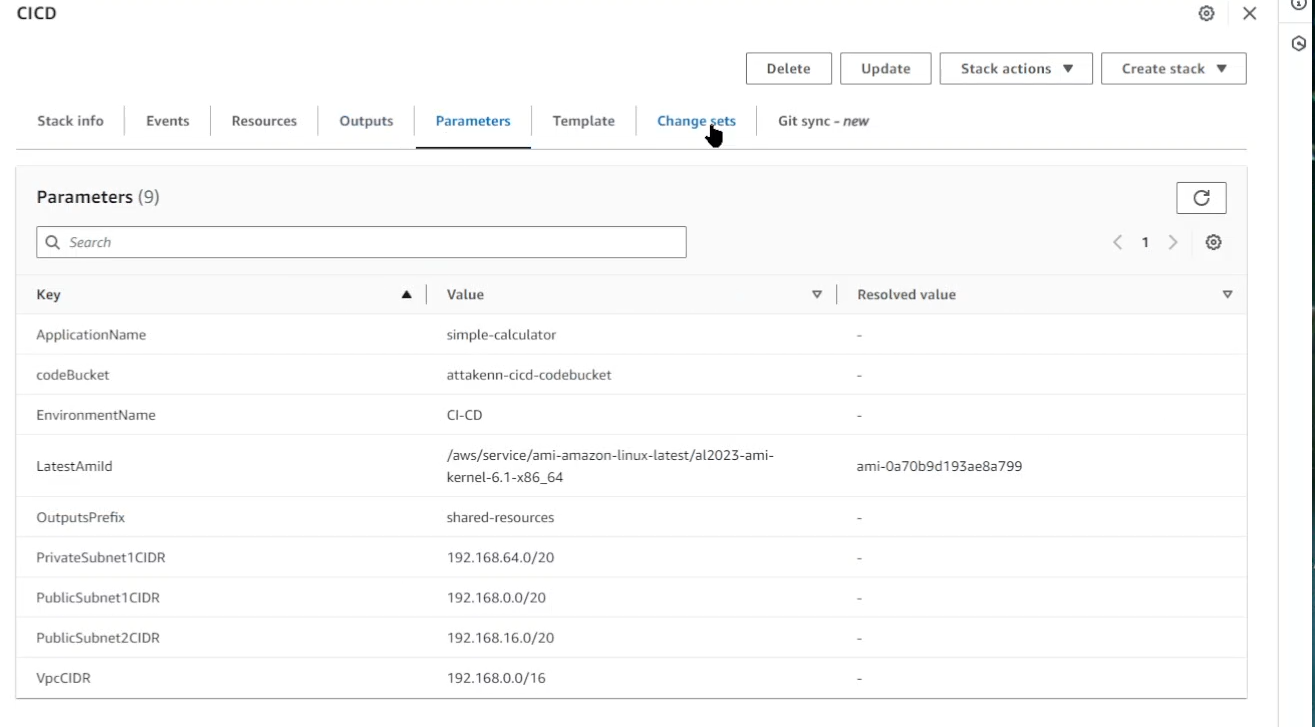 CICD
Delete Update Stack actions Create stack
Stack info Events Resources Outputs Parameters Template Change sets Git sync - new
Parameters (9)
Search
1
Key Value Resolved value
ApplicationName simple-calculator -
codeBucket attakenn-cicd-codebucket -
EnvironmentName CI-CD -
/aws/service/ami-amazon-linux-latest/al2023-ami-
LatestAmiId ami-0a70b9d193ae8a799
kernel-6.1-x86_64
OutputsPrefix shared-resources -
PrivateSubnet1CIDR 192.168.64.0/20 -
PublicSubnet1CIDR 192.168.0.0/20 -
PublicSubnet2CIDR 192.168.16.0/20 -
VpcCIDR 192.168.0.0/16 -